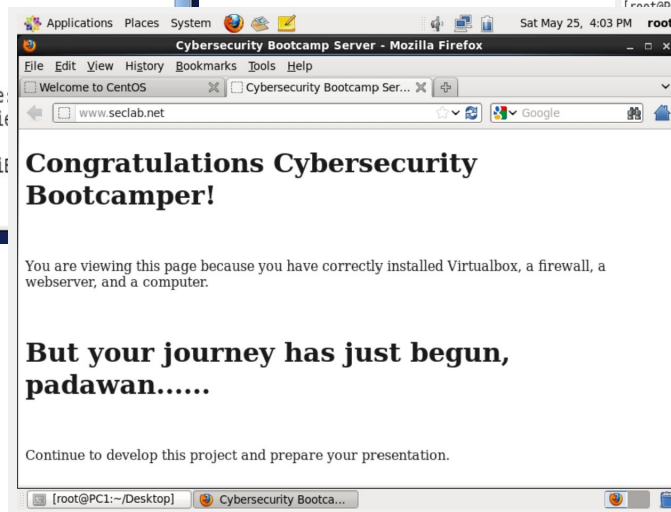 [root@P
Applications Places System Sat May 25, 4:03 PM root
Cybersecurity Bootcamp Server - Mozilla Firefox
File Edit View History Bookmarks Tools Help
Welcome to CentOS Cybersecurity Bootcamp Ser...
www.seclab.net Google
Congratulations Cybersecurity
Bootcamper!
You are viewing this page because you have correctly installed Virtualbox, a firewall, a
webserver, and a computer.
But your journey has just begun,
padawan......
Continue to develop this project and prepare your presentation.
[root@PC1:~/Desktop] Cybersecurity Bootca...